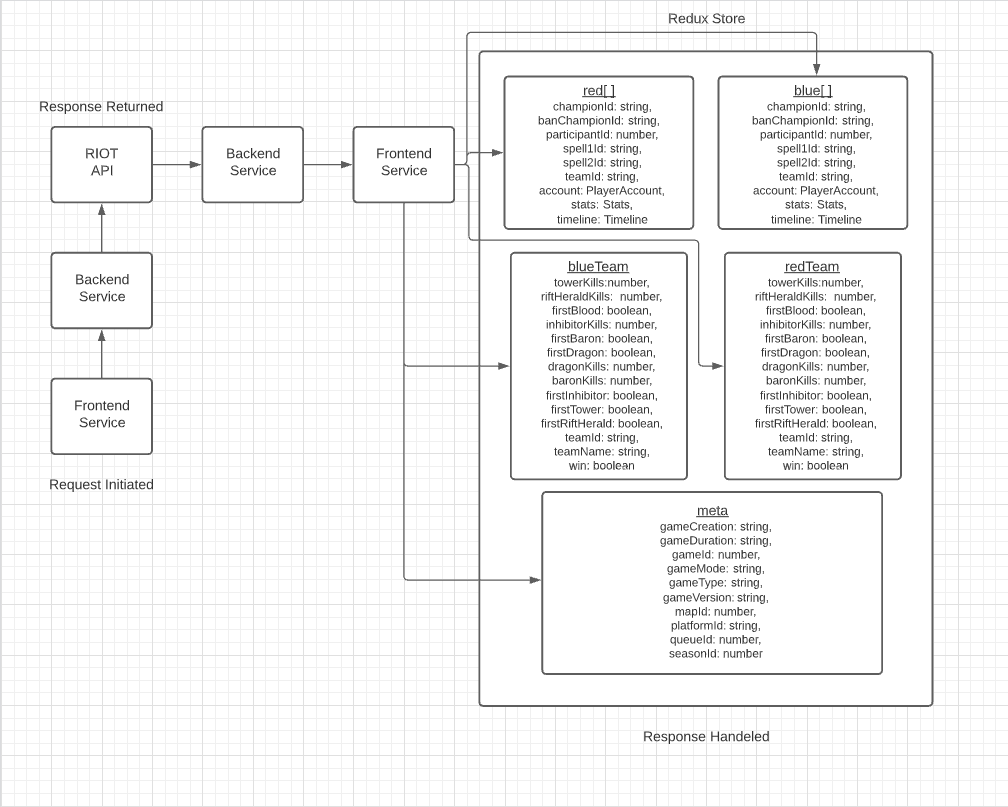 Redux Store
Response Returned
RIOT
API
Backend
Service
Frontend
Service
Backend
Service
Frontend
Service
Request Initiated
red[ ]
championId: string,
banChampionId: string,
participantId: number,
spell1Id: string,
spell2Id: string,
teamId: string,
account: PlayerAccount,
stats: Stats,
timeline: Timeline
blue[ ]
championId: string,
banChampionId: string,
participantId: number,
spell1Id: string,
spell2Id: string,
teamId: string,
account: PlayerAccount,
stats: Stats,
timeline: Timeline
blueTeam
towerKills:number,
riftHeraldKills:  number,
firstBlood: boolean,
inhibitorKills: number,
firstBaron: boolean,
firstDragon: boolean,
dragonKills: number,
baronKills: number,
firstInhibitor: boolean,
firstTower: boolean,
firstRiftHerald: boolean,
teamId: string,
teamName: string,
win: boolean
redTeam
towerKills:number,
riftHeraldKills:  number,
firstBlood: boolean,
inhibitorKills: number,
firstBaron: boolean,
firstDragon: boolean,
dragonKills: number,
baronKills: number,
firstInhibitor: boolean,
firstTower: boolean,
firstRiftHerald: boolean,
teamId: string,
teamName: string,
win: boolean
meta
gameCreation: string,
gameDuration: string,
gameId: number,
gameMode: string,
gameType: string,
gameVersion: string,
mapId: number,
platformId: string,
queueId: number,
seasonId: number
Response Handeled